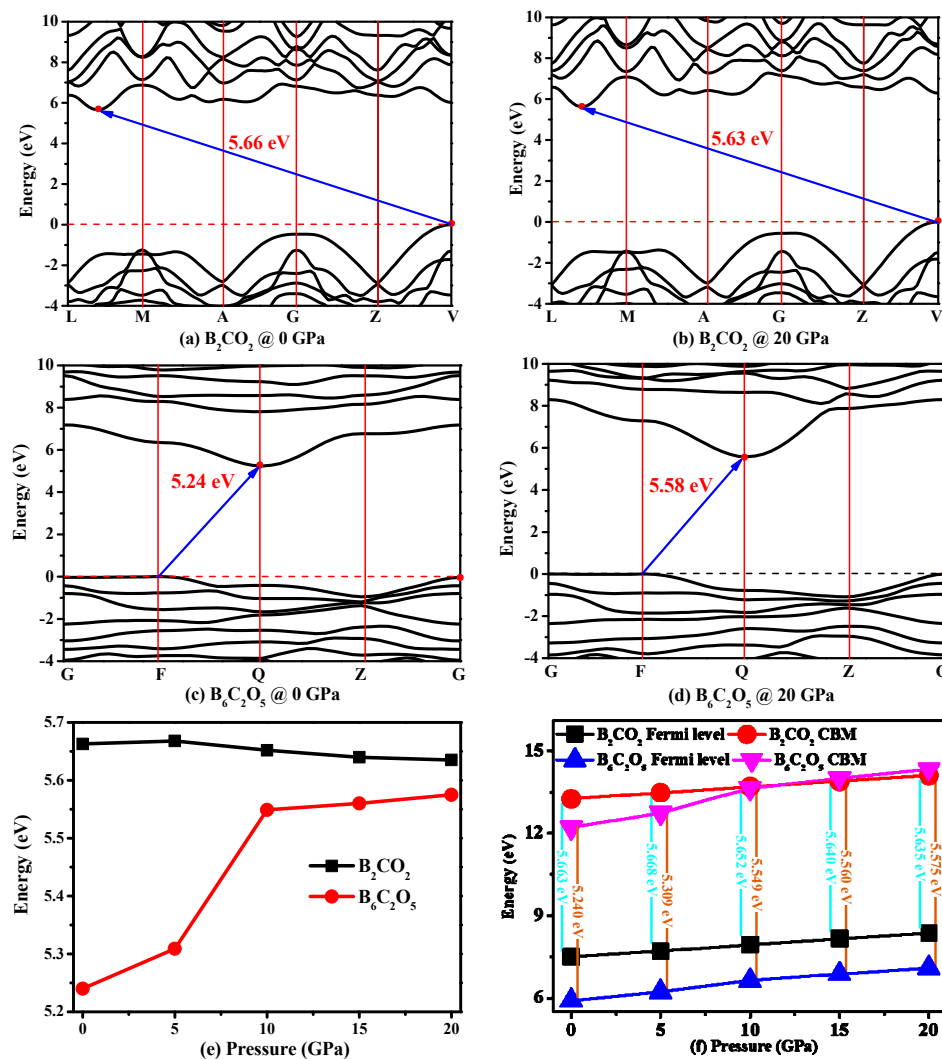 10
8
6
4
2
0
-2
-4
Energy (eV)
5.66 eV
L M A G Z V
(a) B₂CO₂ @ 0 GPa
10
8
6
4
2
0
-2
-4
Energy (eV)
5.63 eV
L M A G Z V
(b) B₂CO₂ @ 20 GPa
10
8
6
4
2
0
-2
-4
Energy (eV)
5.24 eV
G F Q Z G
(c) B₆C₂O₅ @ 0 GPa
10
8
6
4
2
0
-2
-4
Energy (eV)
5.58 eV
G F Q Z
(d) B₆C₂O₅ @ 20 GPa
5.7
5.6
5.5
5.4
5.3
5.2
Energy (eV)
B₂CO₂
B₆C₂O₅
0 5 10 15 20
(e) Pressure (GPa)
B₂CO₂ Fermi level B₂CO₂ CBM
B₆C₂O₅ Fermi level B₆C₂O₅ CBM
15
12
9
6
Energy (eV)
5.663 eV
5.240 eV
5.668 eV
5.309 eV
5.652 eV
5.549 eV
5.640 eV
5.560 eV
5.635 eV
5.575 eV
0 5 10 15 20
(f) Pressure (GPa)